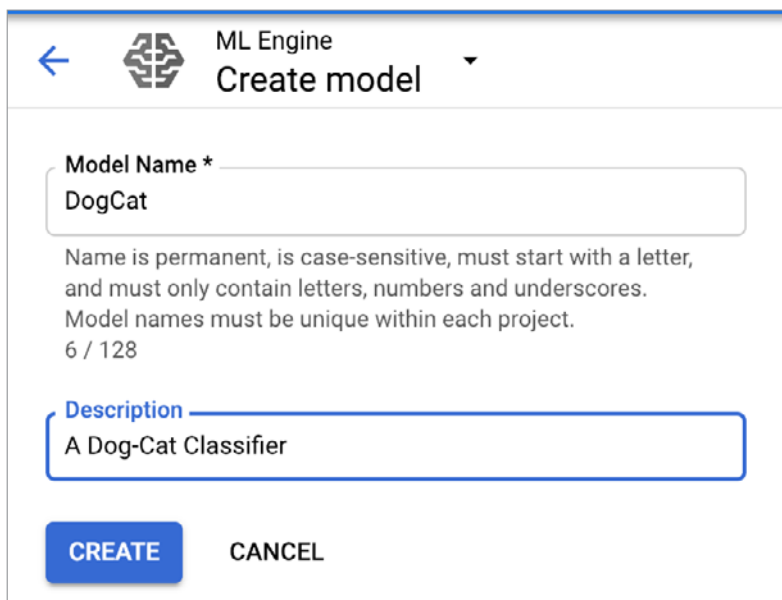 ML Engine
Create model
Model Name *
DogCat
Name is permanent, is case-sensitive, must start with a letter,
and must only contain letters, numbers and underscores.
Model names must be unique within each project.
6 / 128
Description
A Dog-Cat Classifier
CREATE CANCEL